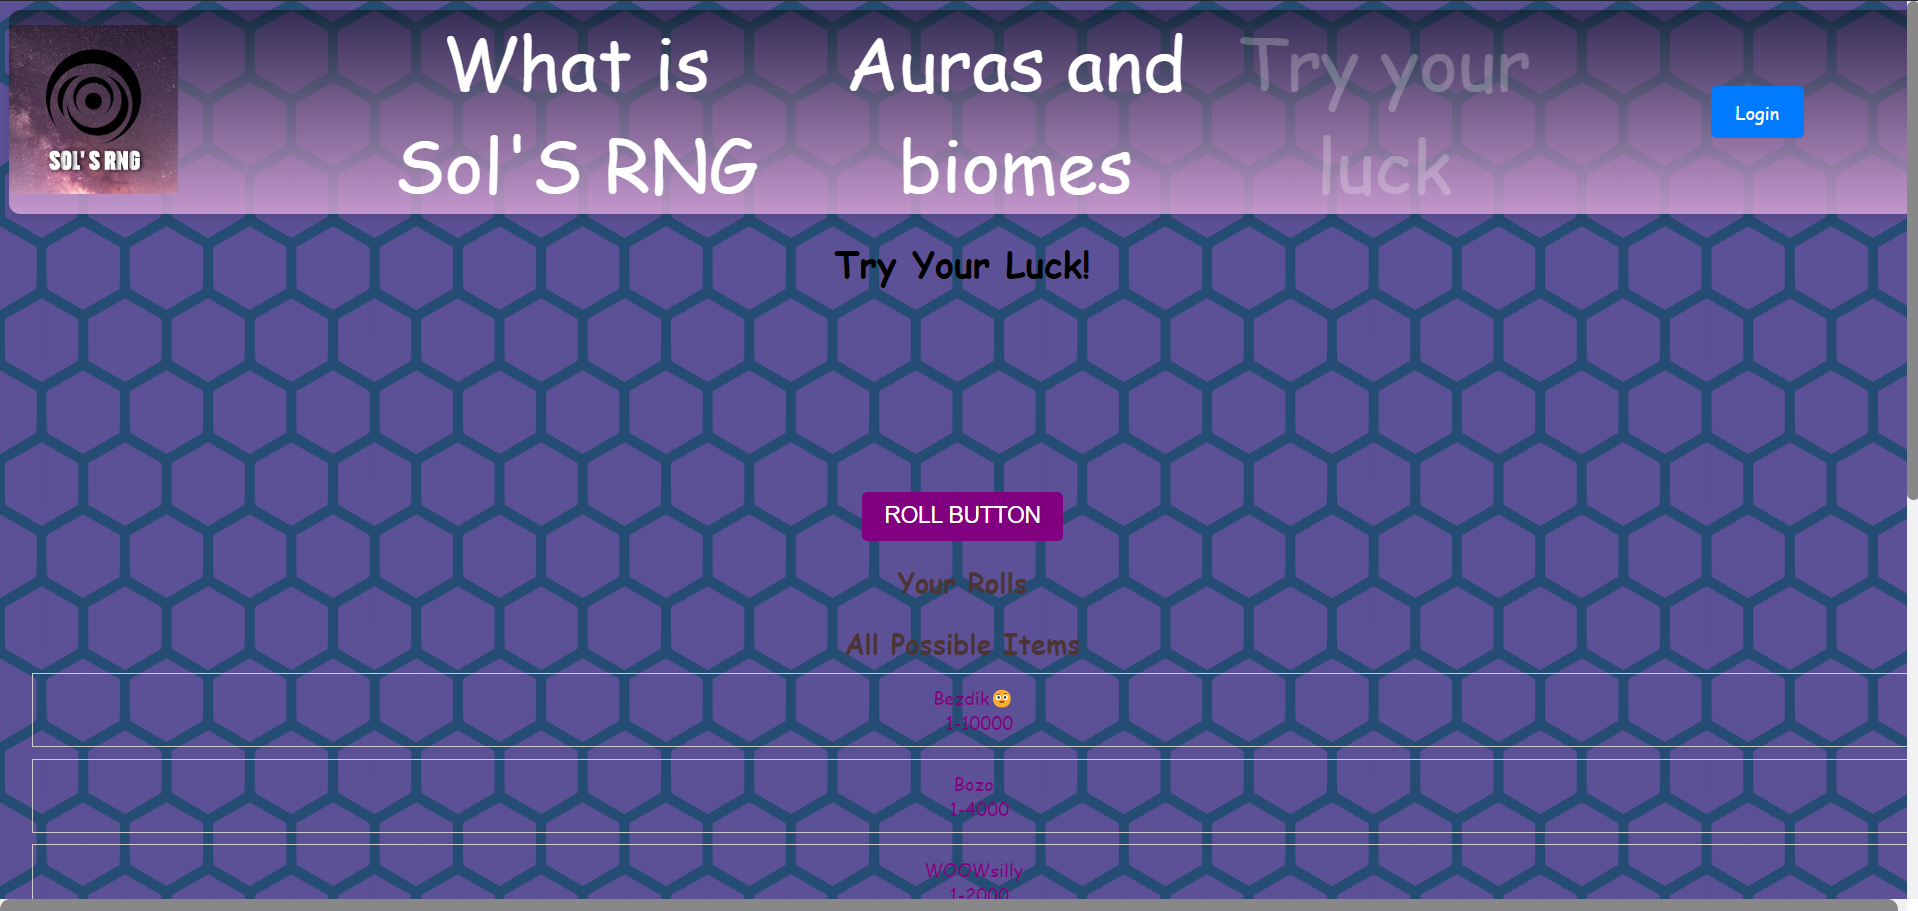 SOL'S RNG
What is
Sol'S RNG
Auras and
biomes
Try your
luck
Login
Try Your Luck!
ROLL BUTTON
Your Rolls
All Possible Items
Bezdík😳
1-10000
Bozo
1-4000
WOOWsilly
1-2000